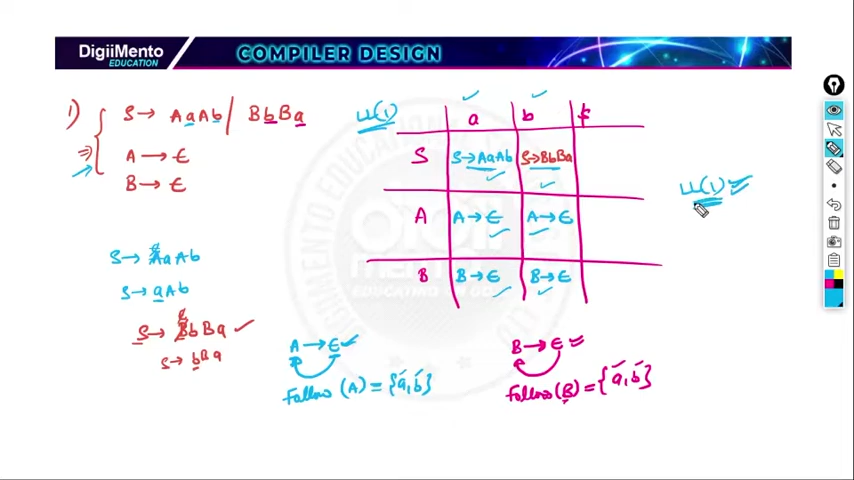 DigiiMento
EDUCATION
COMPILER DESIGN
1) S → AaAb / BbBa
A → ϵ
B → ϵ
LL(1)
a b $
S S→AaAb S→BbBa
A A→ϵ A→ϵ
B B→ϵ B→ϵ
LL(1)
S → AaAb
S → aAb
S → BbBa
S → bBa
A → ϵ
Follow (A) = {a, b}
B → ϵ
Follow (B) = {a, b}